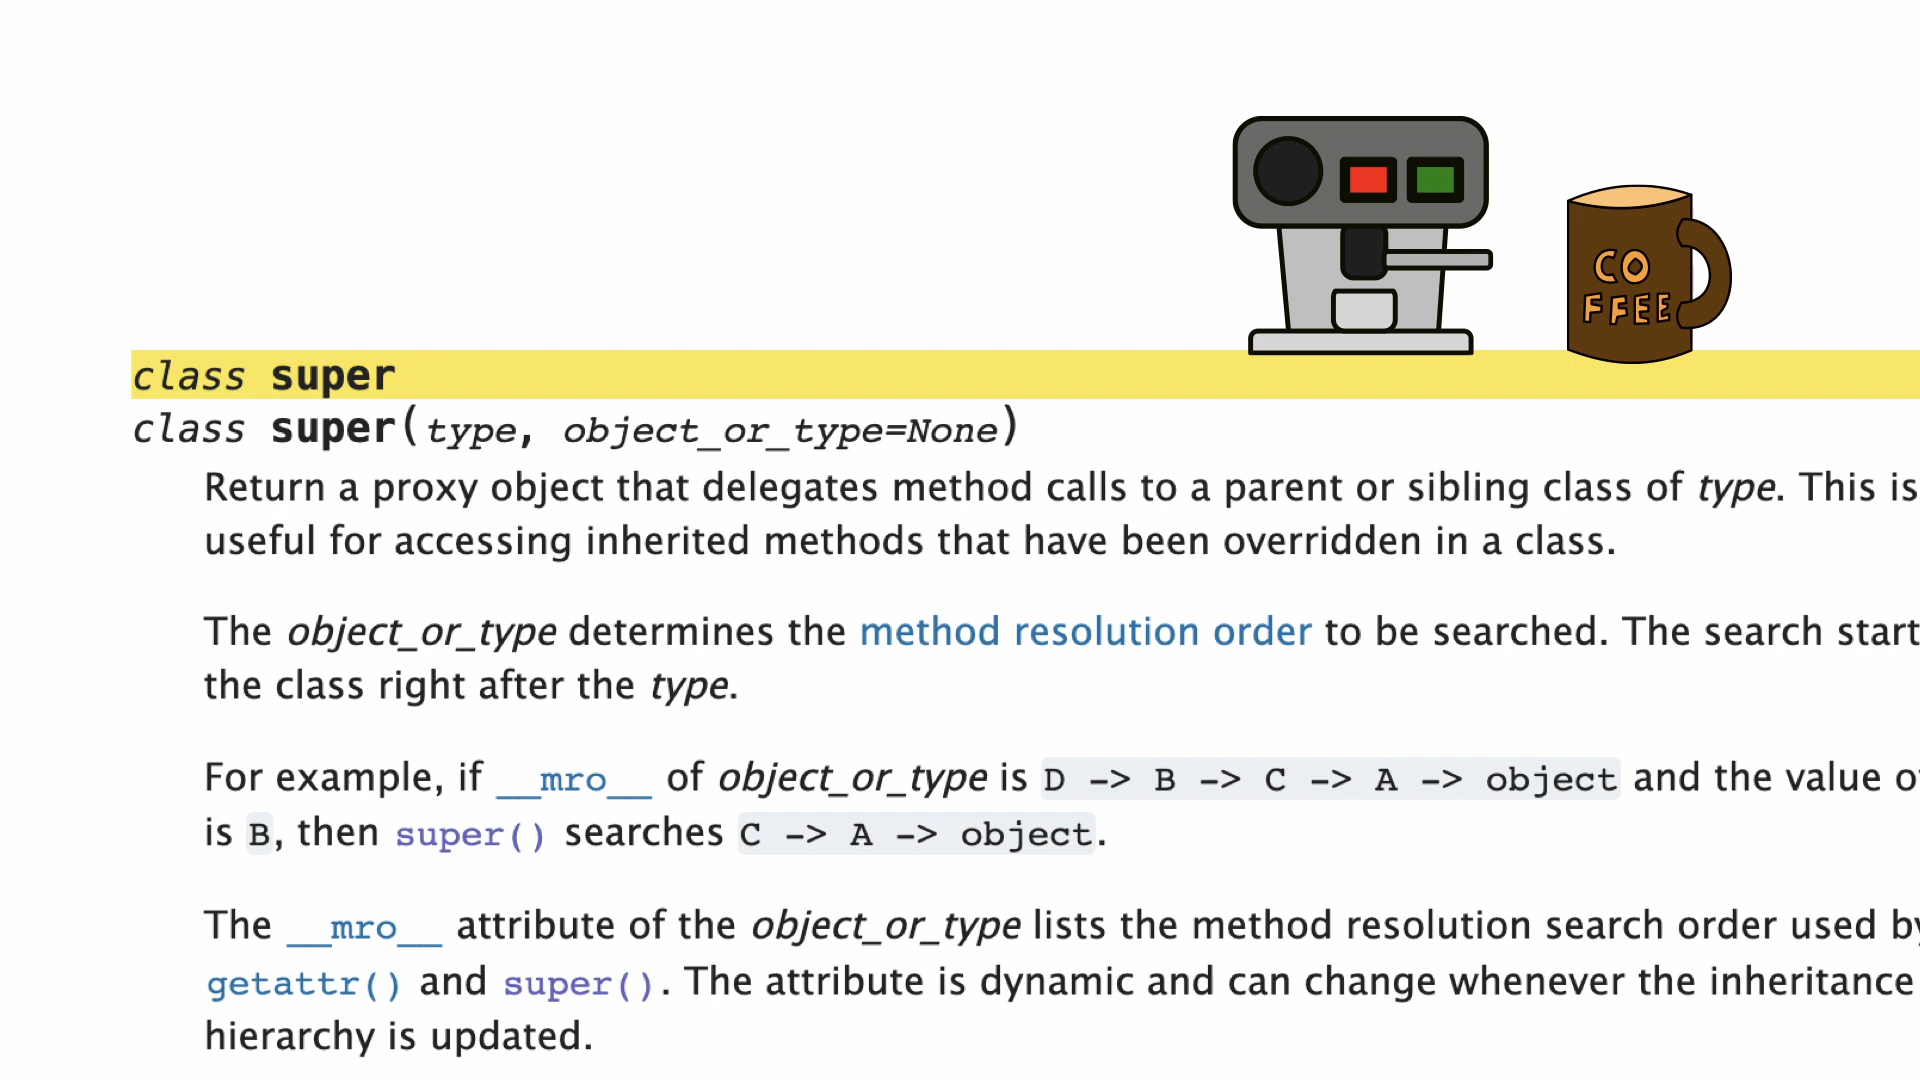 CO
FFEE
class super
class super(type, object_or_type=None)
Return a proxy object that delegates method calls to a parent or sibling class of type. This is
useful for accessing inherited methods that have been overridden in a class.
The object_or_type determines the method resolution order to be searched. The search start
the class right after the type.
For example, if __mro__ of object_or_type is D -> B -> C -> A -> object and the value o
is B, then super() searches C -> A -> object.
The __mro__ attribute of the object_or_type lists the method resolution search order used by
getattr() and super(). The attribute is dynamic and can change whenever the inheritance
hierarchy is updated.